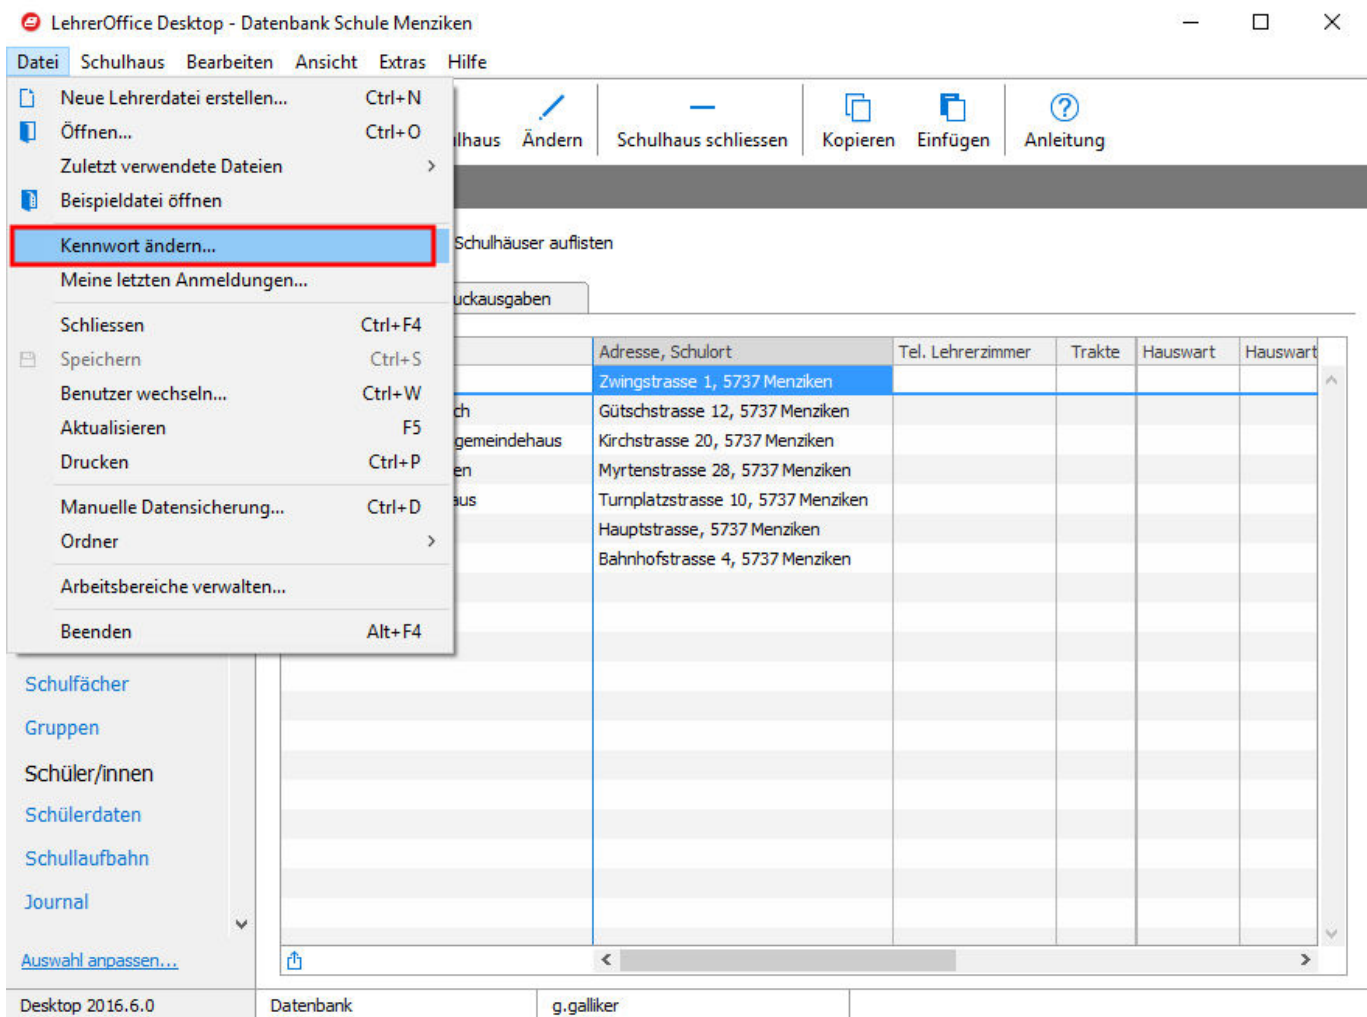 LehrerOffice Desktop - Datenbank Schule Menziken
Datei Schulhaus Bearbeiten Ansicht Extras Hilfe
Neue Lehrerdatei erstellen... Ctrl+N
Öffnen... Ctrl+O
Zuletzt verwendete Dateien
Beispieldatei öffnen
Kennwort ändern...
Meine letzten Anmeldungen...
Schliessen Ctrl+F4
Speichern Ctrl+S
Benutzer wechseln... Ctrl+W
Aktualisieren F5
Drucken Ctrl+P
Manuelle Datensicherung... Ctrl+D
Ordner
Arbeitsbereiche verwalten...
Beenden Alt+F4
lhaus Ändern Schulhaus schliessen Kopieren Einfügen Anleitung
Schulhäuser auflisten
uckausgaben
Adresse, Schulort Tel. Lehrerzimmer Trakte Hauswart Hauswart
Zwingstrasse 1, 5737 Menziken
ch Gütschstrasse 12, 5737 Menziken
gemeindehaus Kirchstrasse 20, 5737 Menziken
en Myrtenstrasse 28, 5737 Menziken
aus Turnplatzstrasse 10, 5737 Menziken
Hauptstrasse, 5737 Menziken
Bahnhofstrasse 4, 5737 Menziken
Schulfächer
Gruppen
Schüler/innen
Schülerdaten
Schullaufbahn
Journal
Auswahl anpassen...
Desktop 2016.6.0 Datenbank g.galliker